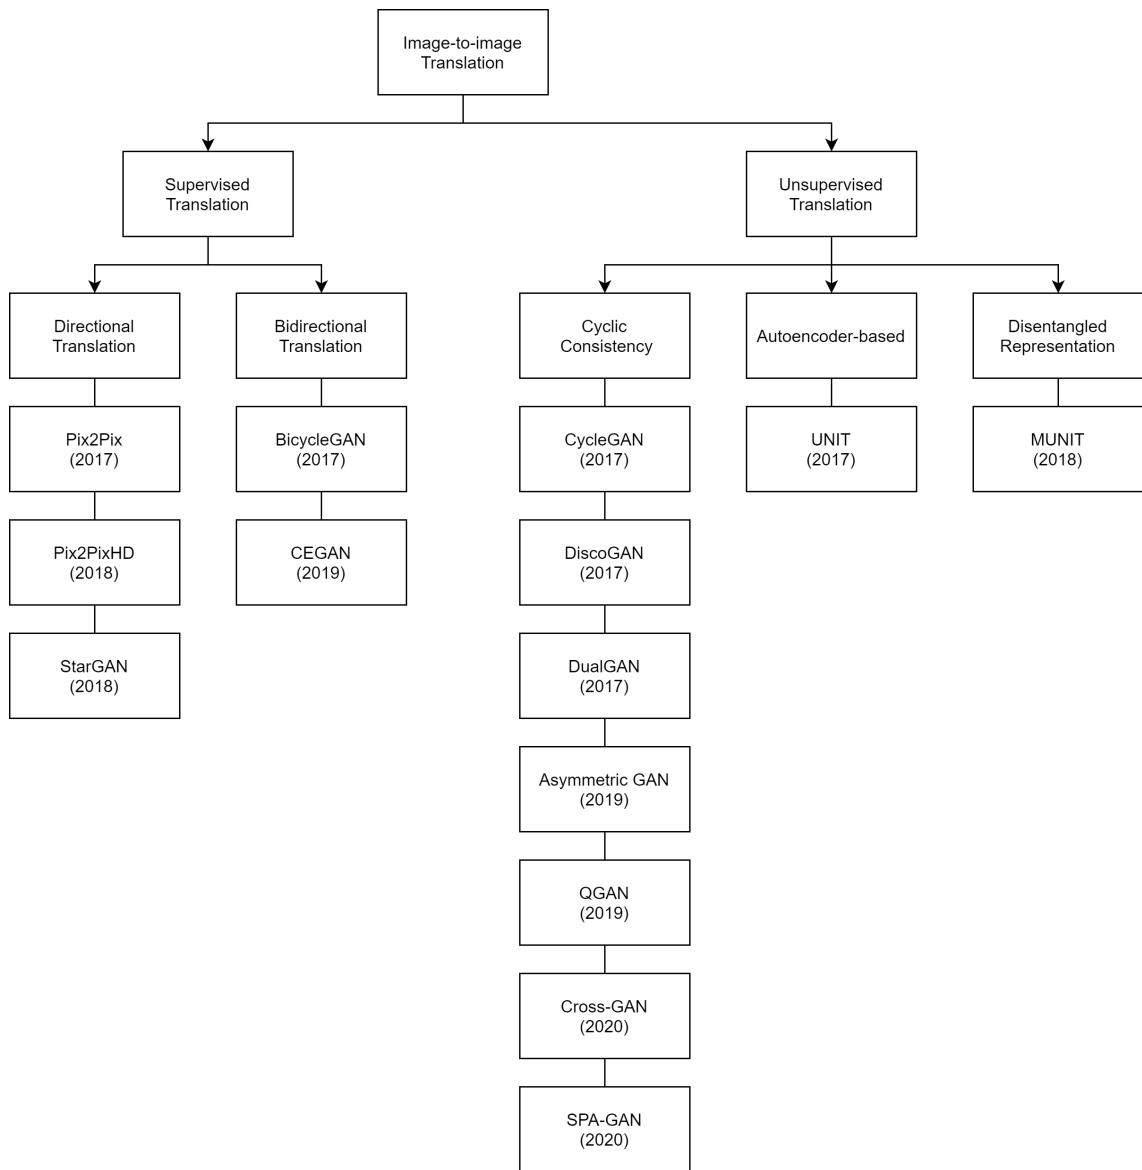 Image-to-image
Translation
Supervised
Translation
Unsupervised
Translation
Directional
Translation
Bidirectional
Translation
Cyclic
Consistency
Autoencoder-based
Disentangled
Representation
Pix2Pix
(2017)
BicycleGAN
(2017)
CycleGAN
(2017)
UNIT
(2017)
MUNIT
(2018)
Pix2PixHD
(2018)
CEGAN
(2019)
DiscoGAN
(2017)
StarGAN
(2018)
DualGAN
(2017)
Asymmetric GAN
(2019)
QGAN
(2019)
Cross-GAN
(2020)
SPA-GAN
(2020)